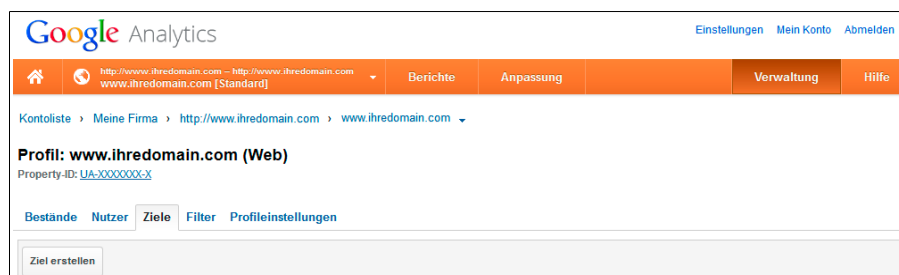 Google Analytics
Einstellungen Mein Konto Abmelden
http://www.ihredomain.com – http://www.ihredomain.com
www.ihredomain.com [Standard]
Berichte Anpassung Verwaltung Hilfe
Kontoliste › Meine Firma › http://www.ihredomain.com › www.ihredomain.com
Profil: www.ihredomain.com (Web)
Property-ID: UA-XXXXXXX-X
Bestände Nutzer Ziele Filter Profileinstellungen
Ziel erstellen